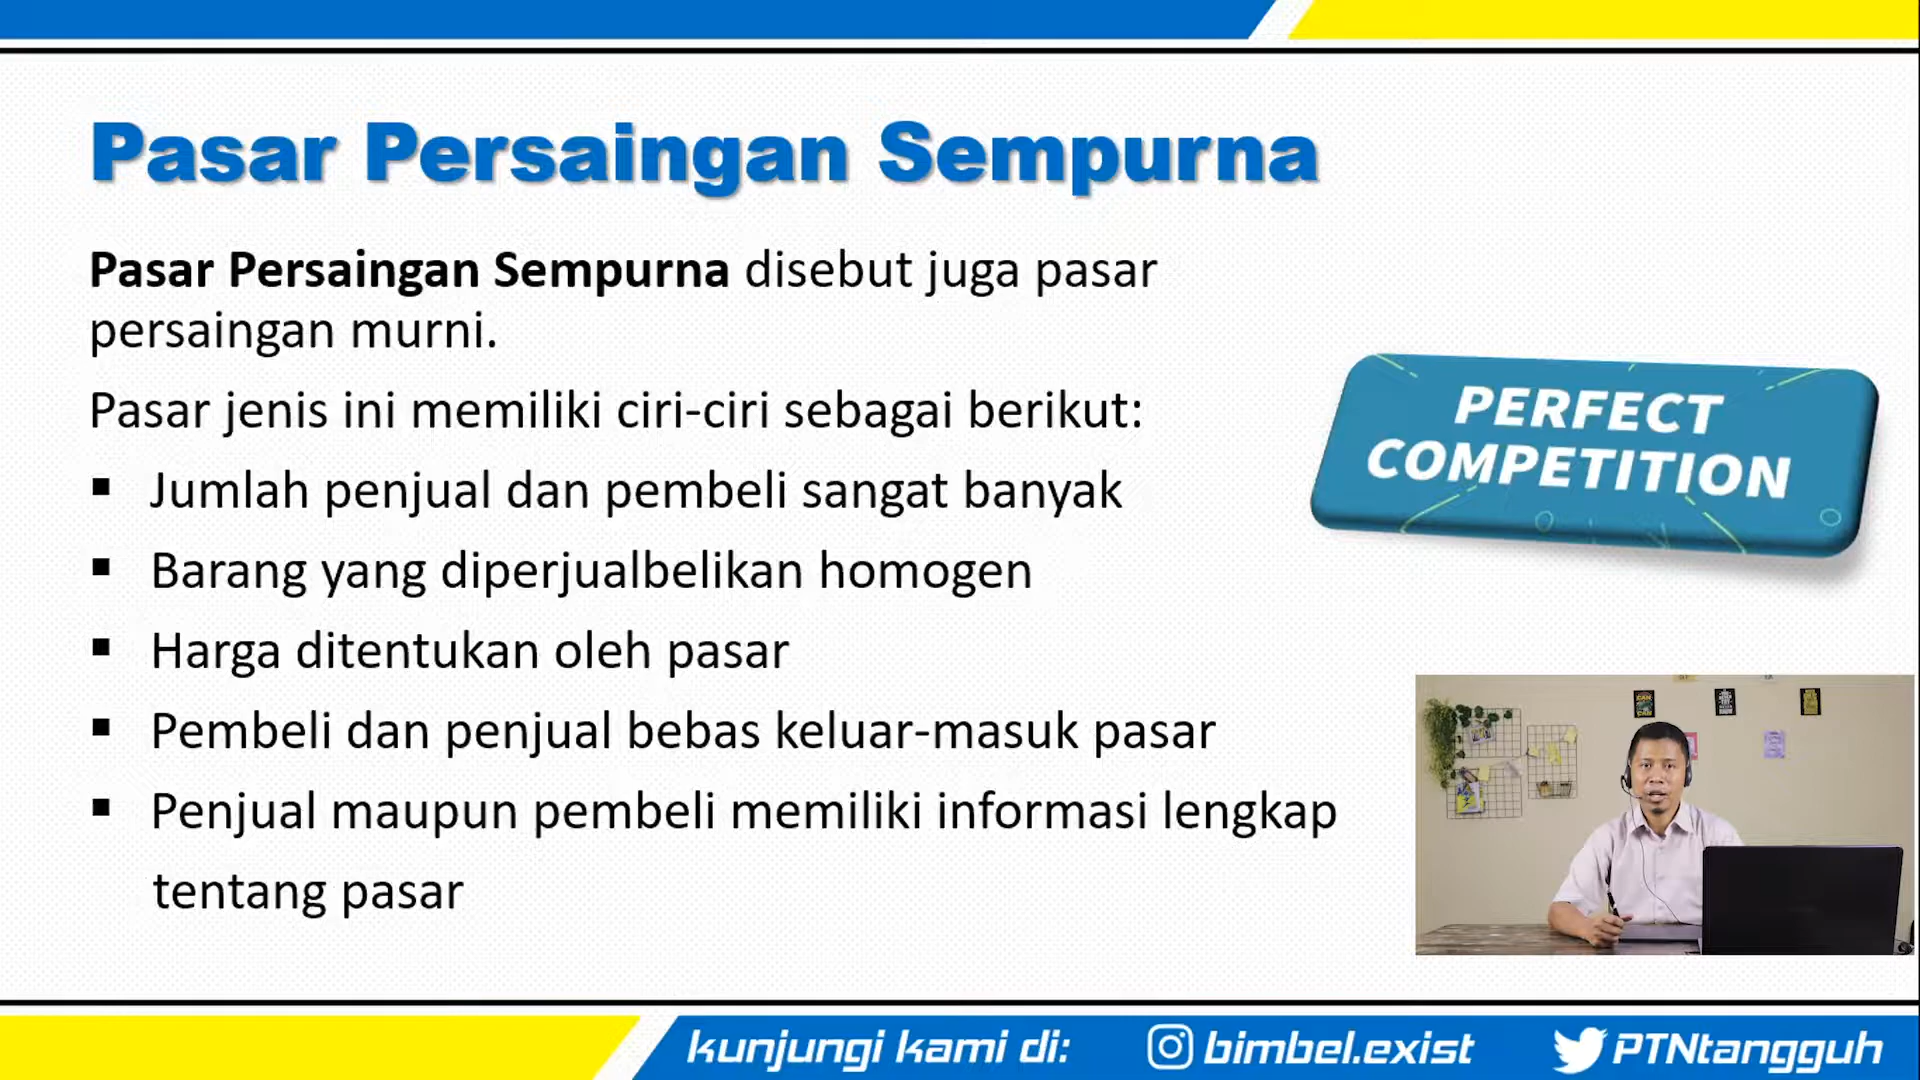 Pasar Persaingan Sempurna
Pasar Persaingan Sempurna disebut juga pasar
persaingan murni.
Pasar jenis ini memiliki ciri-ciri sebagai berikut:
▪ Jumlah penjual dan pembeli sangat banyak
▪ Barang yang diperjualbelikan homogen
▪ Harga ditentukan oleh pasar
▪ Pembeli dan penjual bebas keluar-masuk pasar
▪ Penjual maupun pembeli memiliki informasi lengkap
tentang pasar
PERFECT
COMPETITION
kunjungi kami di: bimbel.exist PTNtangguh